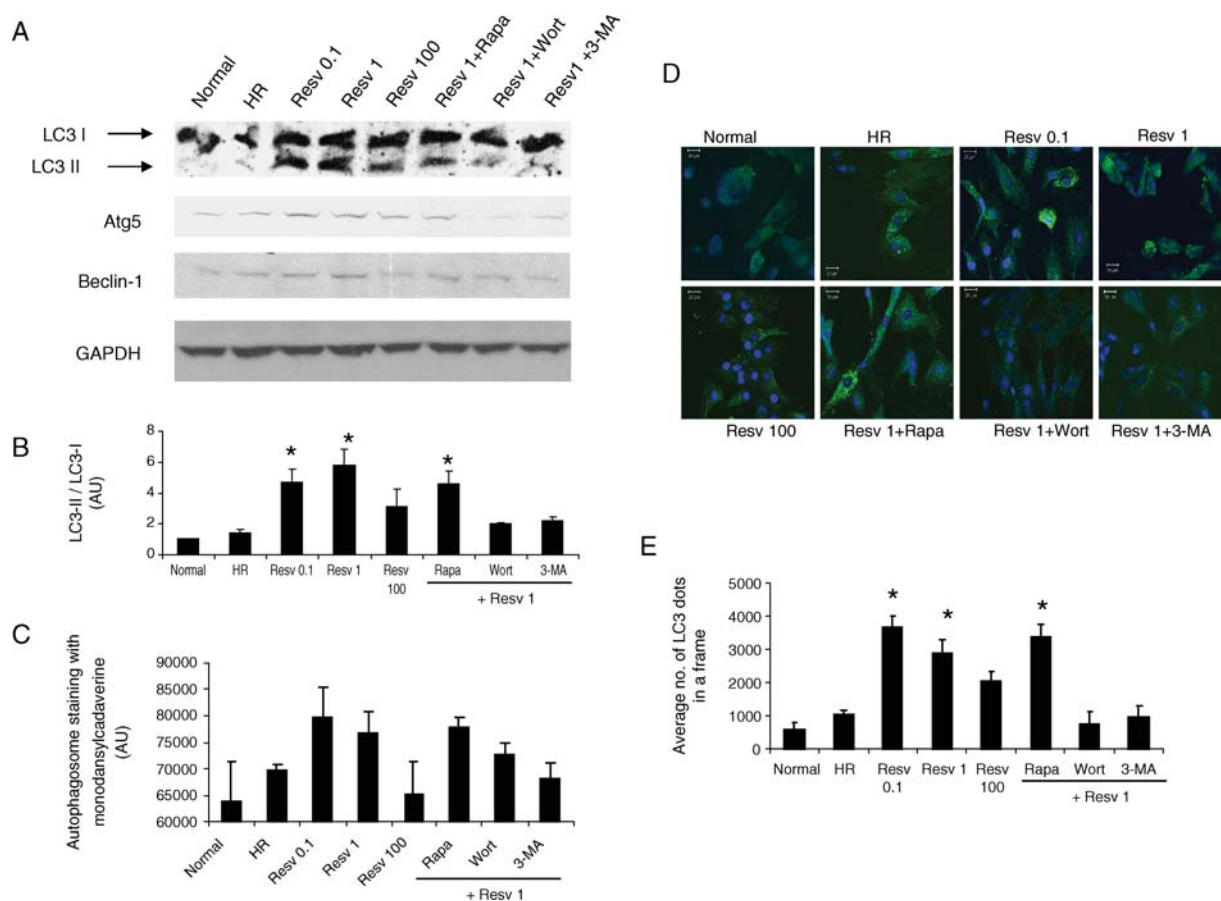 A
Normal
HR
Resv 0.1
Resv 1
Resv 100
Resv 1+Rapa
Resv 1+Wort
Resv1 +3-MA
LC3 I
LC3 II
Atg5
Beclin-1
GAPDH
B
LC3-II / LC3-I
(AU)
8
6
4
2
0
Normal
HR
Resv 0.1
Resv 1
Resv
100
Rapa
Wort
3-MA
+ Resv 1
C
Autophagosome staining with
monodansylcadaverine
(AU)
90000
85000
80000
75000
70000
65000
60000
Normal
HR
Resv 0.1
Resv 1
Resv 100
Rapa
Wort
3-MA
+ Resv 1
D
Normal
HR
Resv 0.1
Resv 1
Resv 100
Resv 1+Rapa
Resv 1+Wort
Resv 1+3-MA
E
Average no. of LC3 dots
in a frame
5000
4000
3000
2000
1000
0
Normal
HR
Resv
0.1
Resv 1
Resv
100
Rapa
Wort
3-MA
+ Resv 1